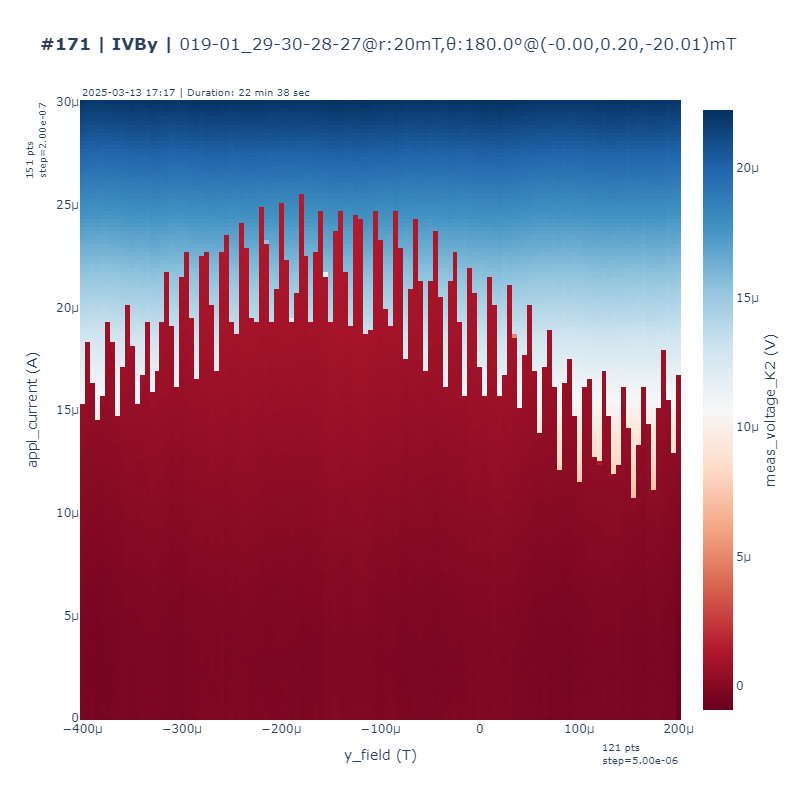 #171 | IVBy | 019-01_29-30-28-27@r:20mT,θ:180.0º@(-0.00,0.20,-20.01)mT
2025-03-13 17:17 | Duration: 22 min 38 sec
151 pts
step=2.00e-07
30μ
25μ
20μ
15μ
10μ
5μ
0
appl_current (A)
−400μ
−300μ
−200μ
−100μ
0
100μ
200μ
y_field (T)
121 pts
step=5.00e-06
20μ
15μ
10μ
5μ
0
meas_voltage_K2 (V)